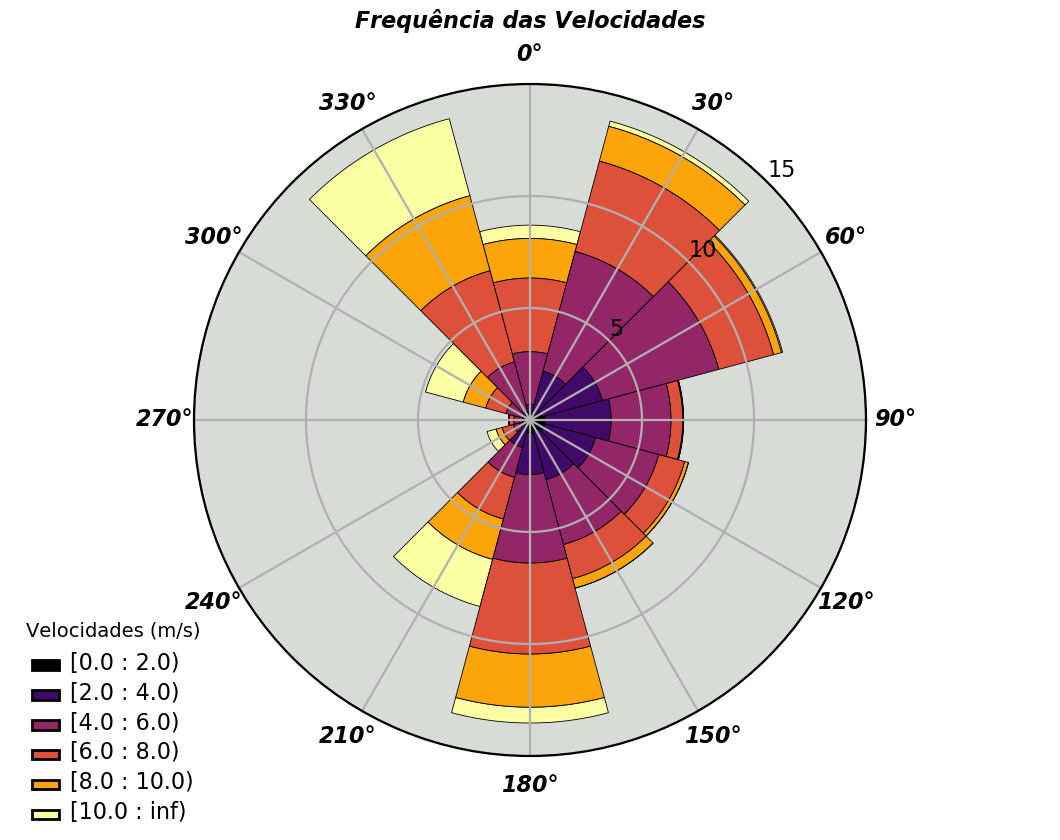 Frequência das Velocidades
0°
330°
30°
15
300°
60°
10
5
270°
90°
240°
120°
210°
150°
180°
Velocidades (m/s)
[0.0 : 2.0)
[2.0 : 4.0)
[4.0 : 6.0)
[6.0 : 8.0)
[8.0 : 10.0)
[10.0 : inf)